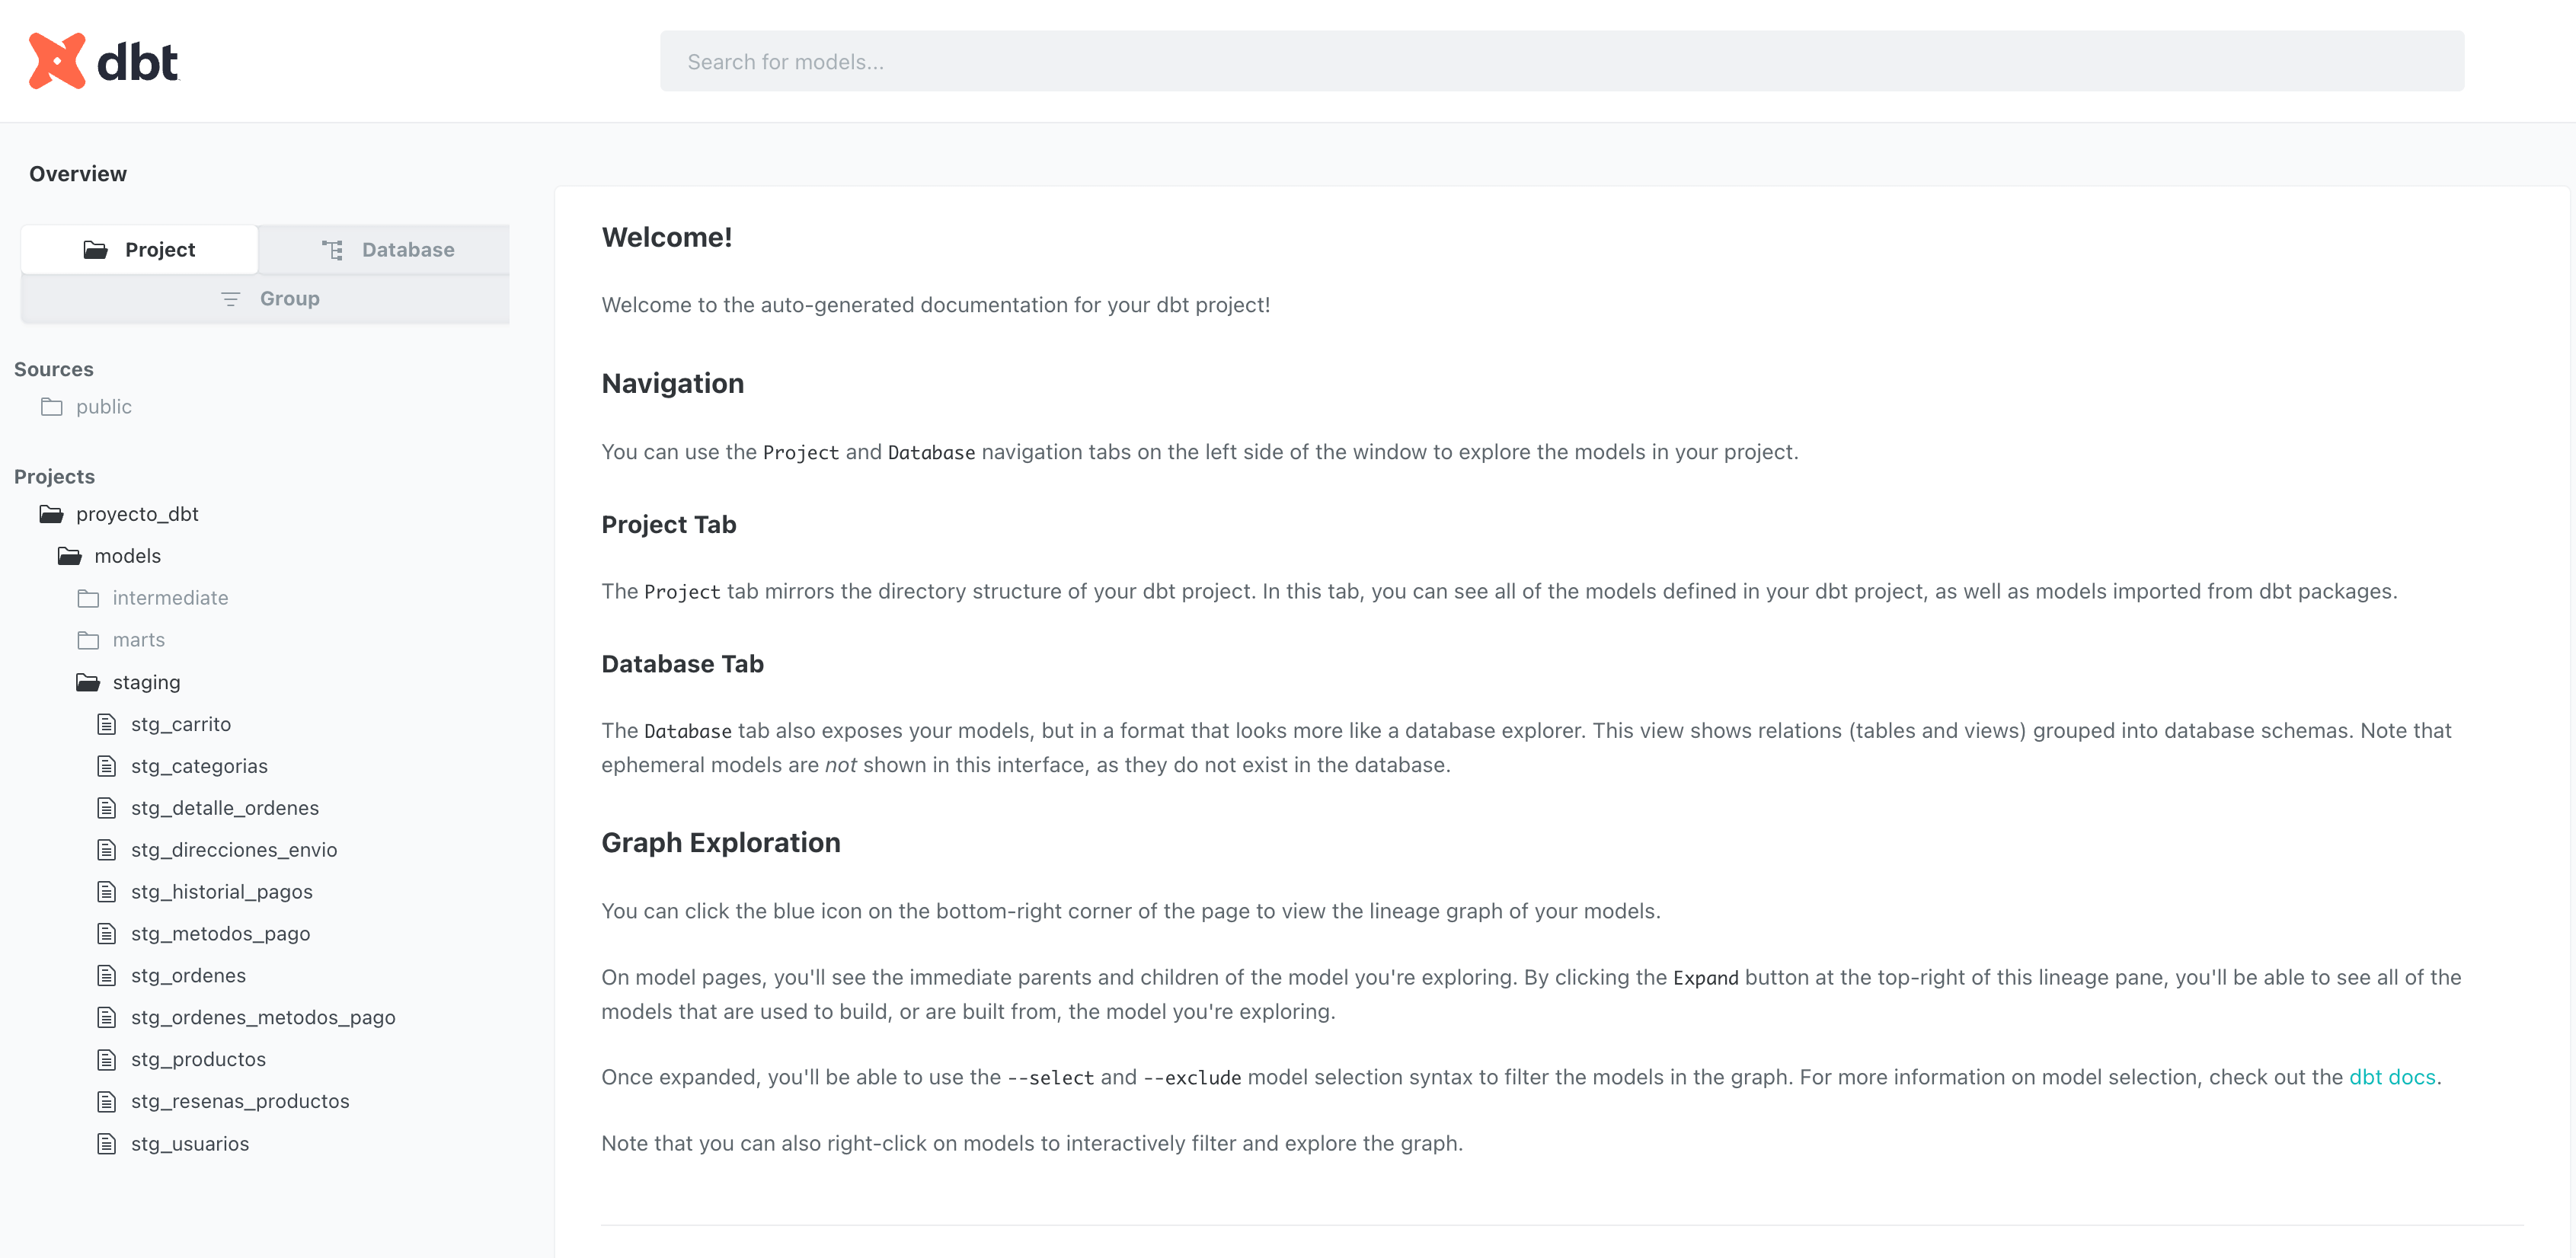 dbt
Search for models...
Overview
Project
Database
Group
Sources
public
Projects
proyecto_dbt
models
intermediate
marts
staging
stg_carrito
stg_categorias
stg_detalle_ordenes
stg_direcciones_envio
stg_historial_pagos
stg_metodos_pago
stg_ordenes
stg_ordenes_metodos_pago
stg_productos
stg_resenas_productos
stg_usuarios
Welcome!
Welcome to the auto-generated documentation for your dbt project!
Navigation
You can use the Project and Database navigation tabs on the left side of the window to explore the models in your project.
Project Tab
The Project tab mirrors the directory structure of your dbt project. In this tab, you can see all of the models defined in your dbt project, as well as models imported from dbt packages.
Database Tab
The Database tab also exposes your models, but in a format that looks more like a database explorer. This view shows relations (tables and views) grouped into database schemas. Note that
ephemeral models are not shown in this interface, as they do not exist in the database.
Graph Exploration
You can click the blue icon on the bottom-right corner of the page to view the lineage graph of your models.
On model pages, you'll see the immediate parents and children of the model you're exploring. By clicking the Expand button at the top-right of this lineage pane, you'll be able to see all of the
models that are used to build, or are built from, the model you're exploring.
Once expanded, you'll be able to use the --select and --exclude model selection syntax to filter the models in the graph. For more information on model selection, check out the dbt docs.
Note that you can also right-click on models to interactively filter and explore the graph.